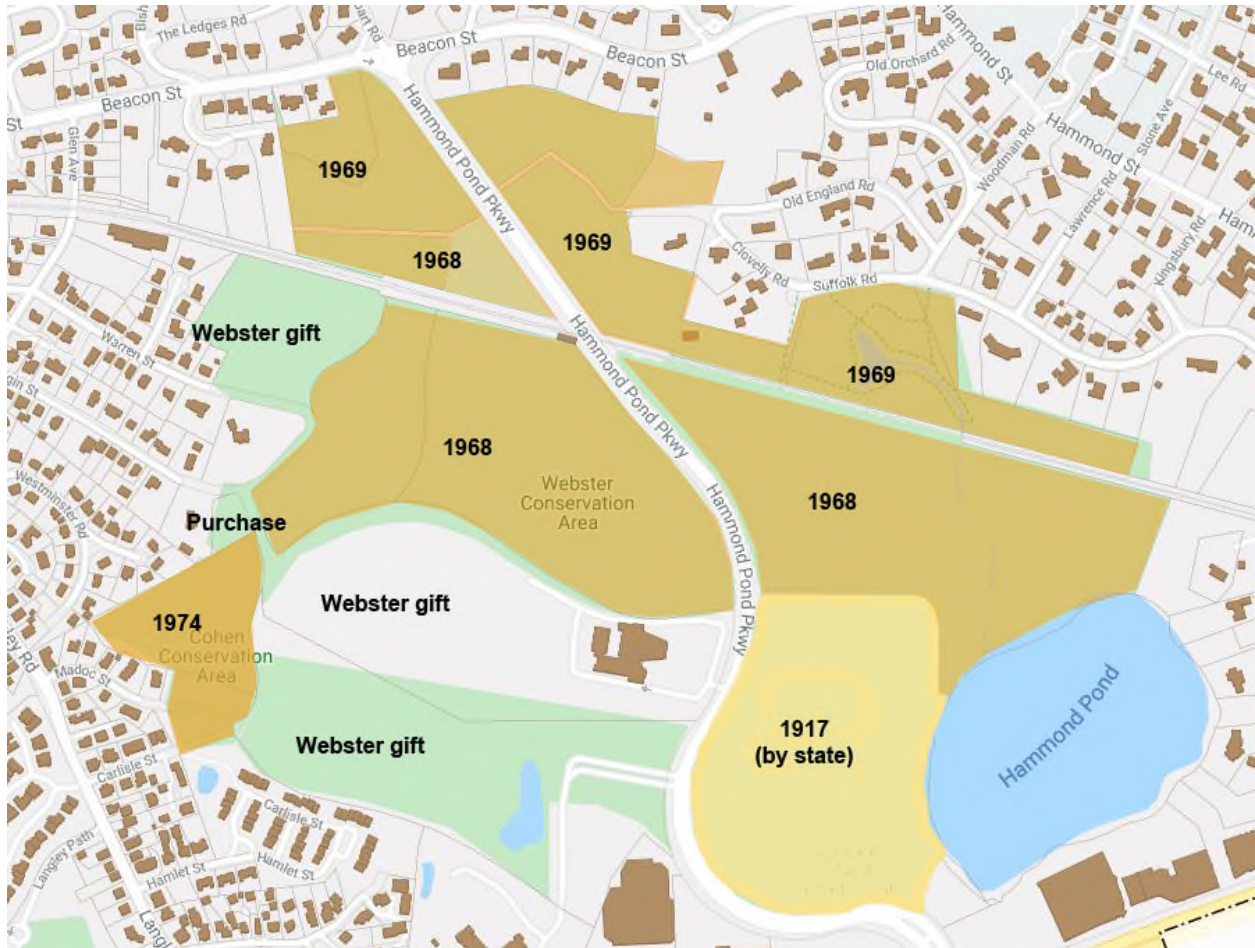 The Ledges Rd
Beacon St
Beacon St
Beacon St
St
Glen Ave
Hammond Pond Pkwy
Hammond St
Old Orchard Rd
Lee Rd
Stone Ave
Woodman Rd
Hammond St
Lawrence Rd
Kingsbury Rd
Old England Rd
Clovelly Rd
Suffolk Rd
1969
1968
1969
1969
Webster gift
Warren St
Hammond Pond Pkwy
1968
Webster
Conservation
Area
1968
Hammond Pond Pkwy
Westminster Rd
Purchase
Webster gift
1974
Cohen
Conservation
Area
Madoc St
Webster gift
1917
(by state)
Hammond Pond
Carlisle St
Carlisle St
Hamlet St
Hamlet St
Langley Path